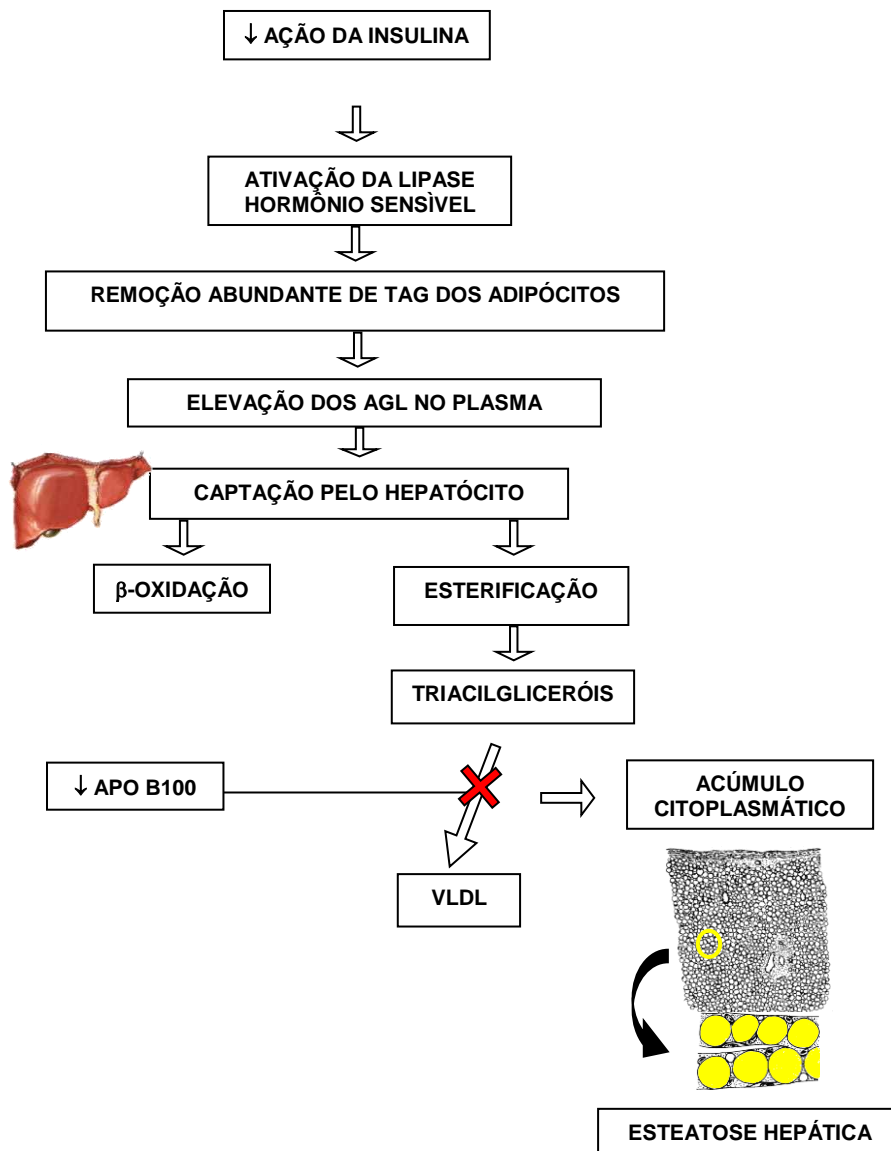 ↓ AÇÃO DA INSULINA
ATIVAÇÃO DA LIPASE
HORMÔNIO SENSÌVEL
REMOÇÃO ABUNDANTE DE TAG DOS ADIPÓCITOS
ELEVAÇÃO DOS AGL NO PLASMA
CAPTAÇÃO PELO HEPATÓCITO
β-OXIDAÇÃO
ESTERIFICAÇÃO
TRIACILGLICERÓIS
↓ APO B100
ACÚMULO
CITOPLASMÁTICO
VLDL
ESTEATOSE HEPÁTICA